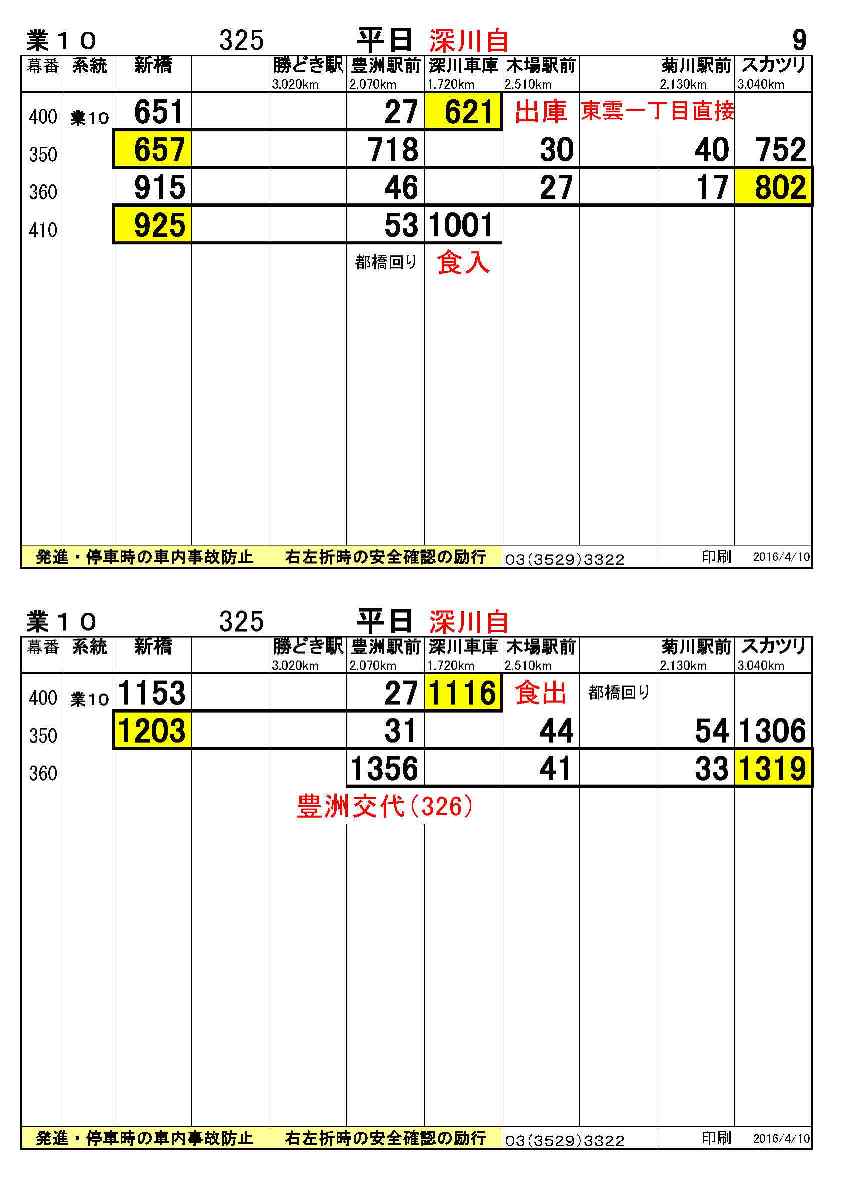 業１０ 325 平日 深川自 9
幕番 系統 新橋 勝どき駅 豊洲駅前 深川車庫 木場駅前 菊川駅前 スカツリ
3.020km 2.070km 1.720km 2.510km 2.130km 3.040km
400 業10 651 27 621 出庫 東雲一丁目直接
350 657 718 30 40 752
360 915 46 27 17 802
410 925 53 1001
都橋回り 食入
発進・停車時の車内事故防止 右左折時の安全確認の励行 03(3529)3322 印刷 2016/4/10
業１０ 325 平日 深川自
幕番 系統 新橋 勝どき駅 豊洲駅前 深川車庫 木場駅前 菊川駅前 スカツリ
3.020km 2.070km 1.720km 2.510km 2.130km 3.040km
400 業10 1153 27 1116 食出 都橋回り
350 1203 31 44 54 1306
360 1356 41 33 1319
豊洲交代(326)
発進・停車時の車内事故防止 右左折時の安全確認の励行 03(3529)3322 印刷 2016/4/10